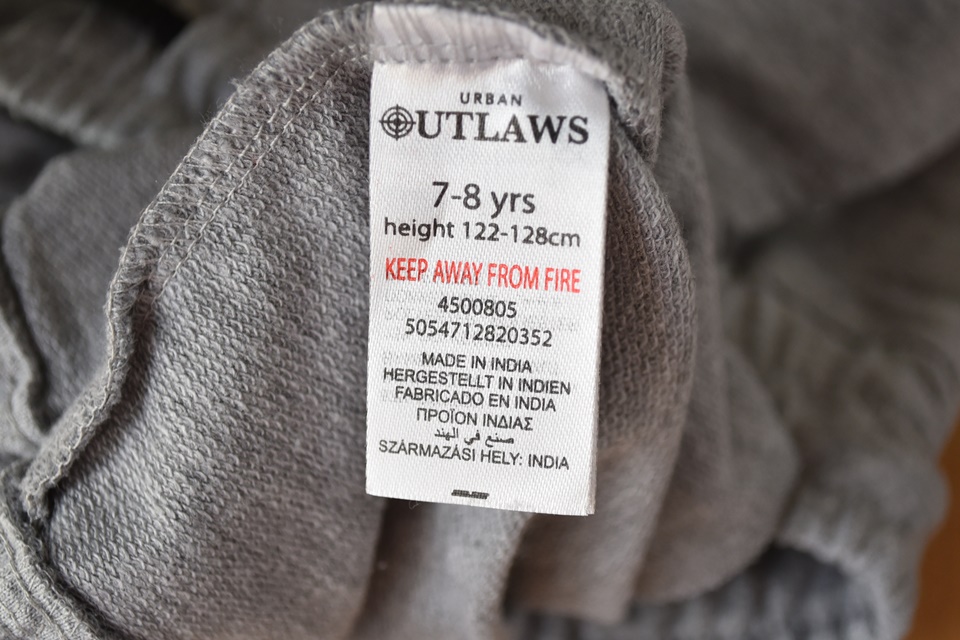 URBAN
OUTLAWS
7-8 yrs
height 122-128cm
KEEP AWAY FROM FIRE
4500805
5054712820352
MADE IN INDIA
HERGESTELLT IN INDIEN
FABRICADO EN INDIA
ΠΡΟΪΟΝ ΙΝΔΙΑΣ
صنع في الهند
SZÁRMAZÁSI HELY: INDIA